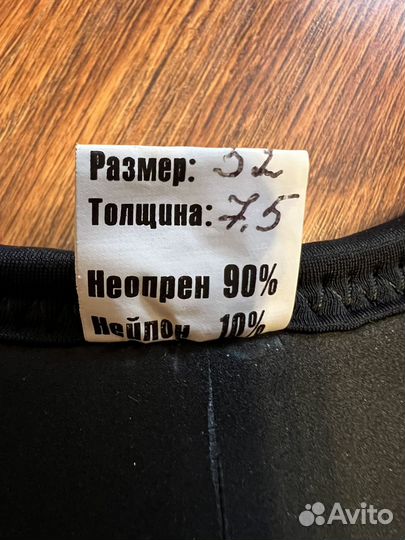 Размер: 52
Толщина: 7,5
Неопрен 90%
Нейлон 10%
Avito